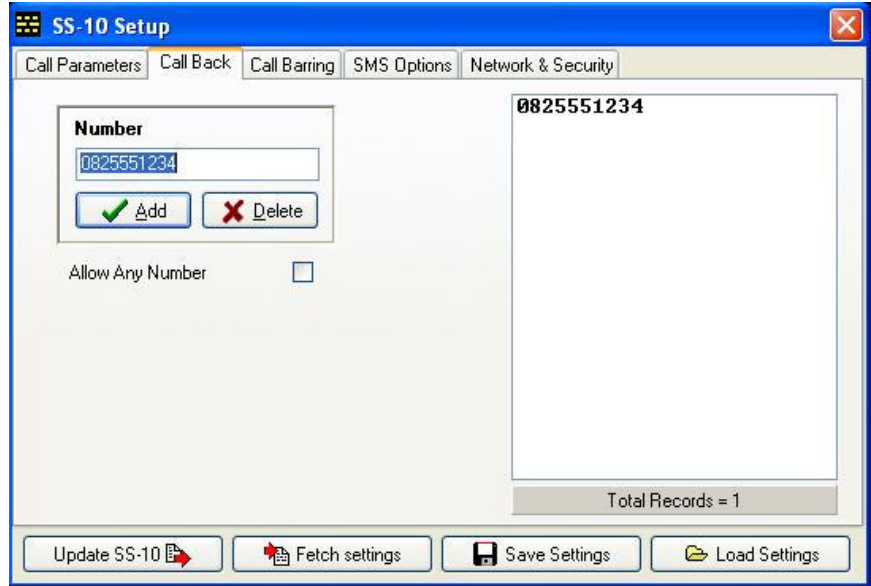 SS-10 Setup
Call Parameters Call Back Call Barring SMS Options Network & Security
Number
0825551234
Add Delete
Allow Any Number
0825551234
Total Records = 1
Update SS-10 Fetch settings Save Settings Load Settings